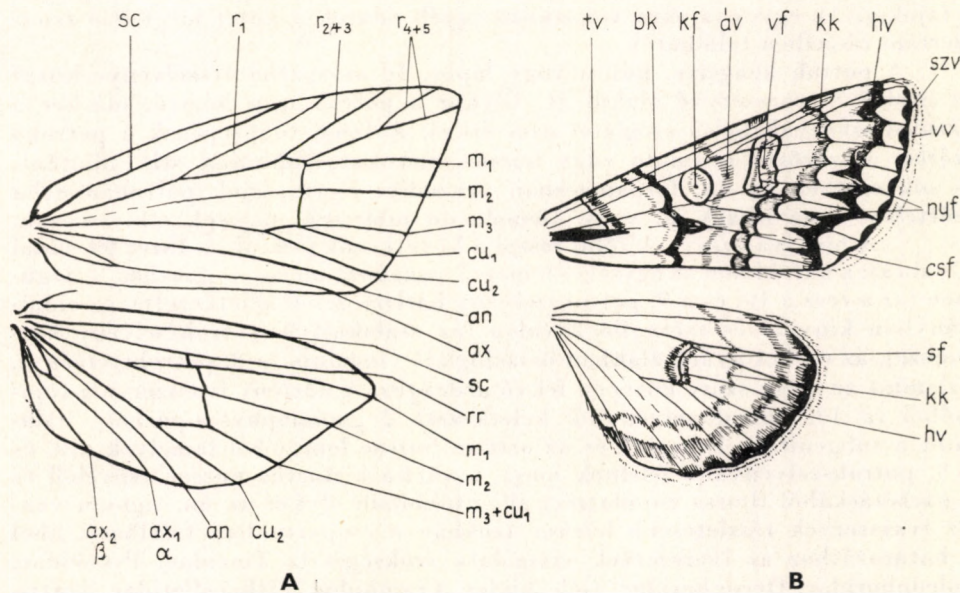 sc r₁ r₂₊₃ r₄₊₅ tv bk kf áv vf kk hv
szv
vv
m₁
m₂
nyf
m₃
cu₁
csf
cu₂
an
ax
sf
sc
kk
rr
hv
m₁
m₂
m₃+cu₁
ax₂ ax₁ an cu₂
β α
A B